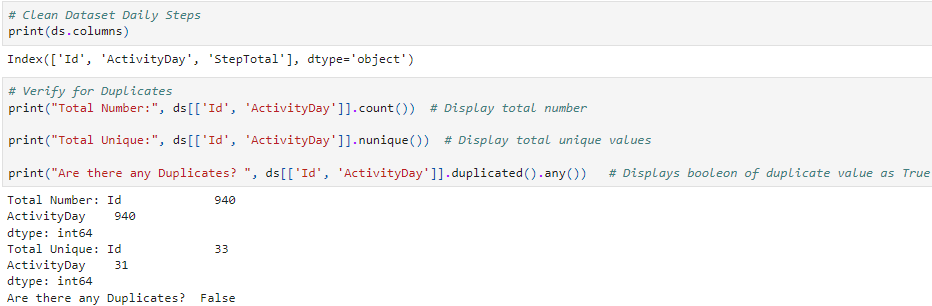 # Clean Dataset Daily Steps
print(ds.columns)
Index(['Id', 'ActivityDay', 'StepTotal'], dtype='object')
# Verify for Duplicates
print("Total Number:", ds[['Id', 'ActivityDay']].count())  # Display total number
print("Total Unique:", ds[['Id', 'ActivityDay']].nunique())  # Display total unique values
print("Are there any Duplicates? ", ds[['Id', 'ActivityDay']].duplicated().any())   # Displays booleon of duplicate value as True
Total Number: Id             940
ActivityDay    940
dtype: int64
Total Unique: Id             33
ActivityDay    31
dtype: int64
Are there any Duplicates?  False